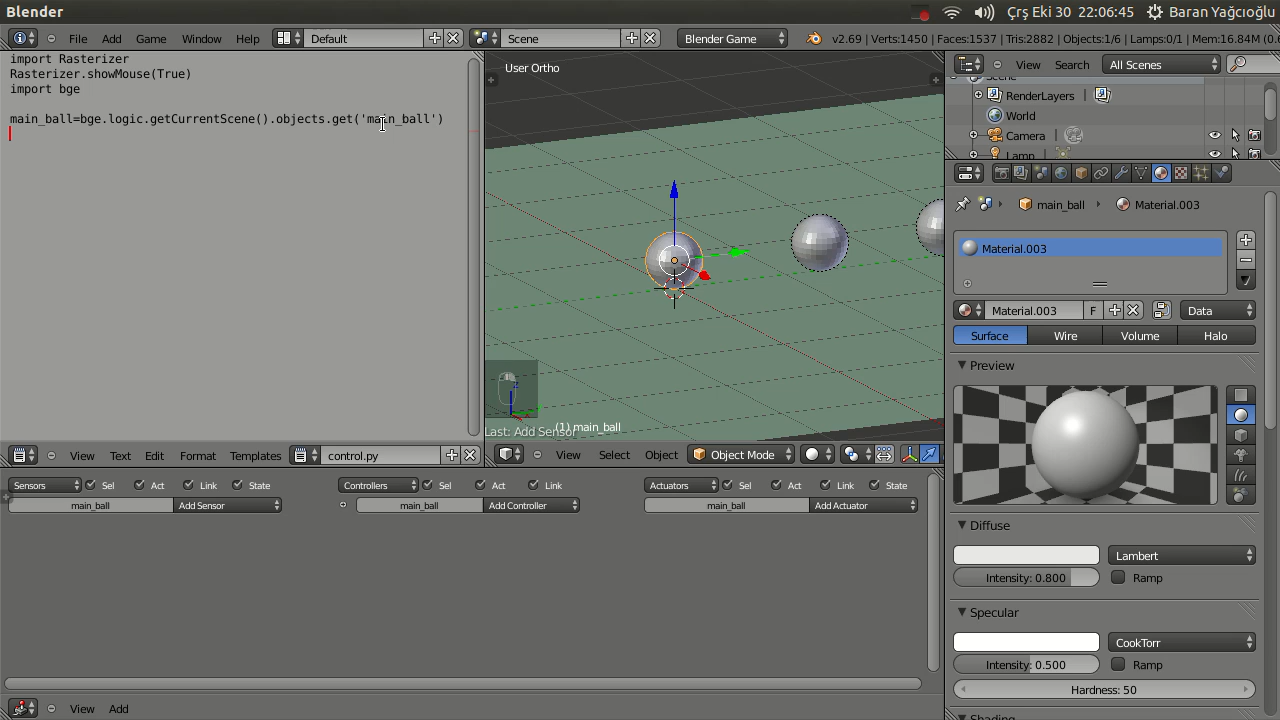 Blender
Çrş Eki 30 22:06:45 Baran Yağcıoğlu
File Add Game Window Help Default Scene Blender Game v2.69 | Verts:1450 | Faces:1537 | Tris:2882 | Objects:1/6 | Lamps:0/1 | Mem:16.84M
import Rasterizer
Rasterizer.showMouse(True)
import bge
main_ball=bge.logic.getCurrentScene().objects.get('main_ball')
User Ortho
Last: Add Sensor
(1) main_ball
View Search All Scenes
Scene
RenderLayers
World
Camera
Lamp
main_ball Material.003
Material.003
Material.003 F Data
Surface Wire Volume Halo
Preview
Diffuse
Lambert
Intensity: 0.800 Ramp
Specular
CookTorr
Intensity: 0.500 Ramp
Hardness: 50
Shading
View Text Edit Format Templates control.py
View Select Object Object Mode
Sensors Sel Act Link State Controllers Sel Act Link Actuators Sel Act Link State
main_ball Add Sensor main_ball Add Controller main_ball Add Actuator
View Add